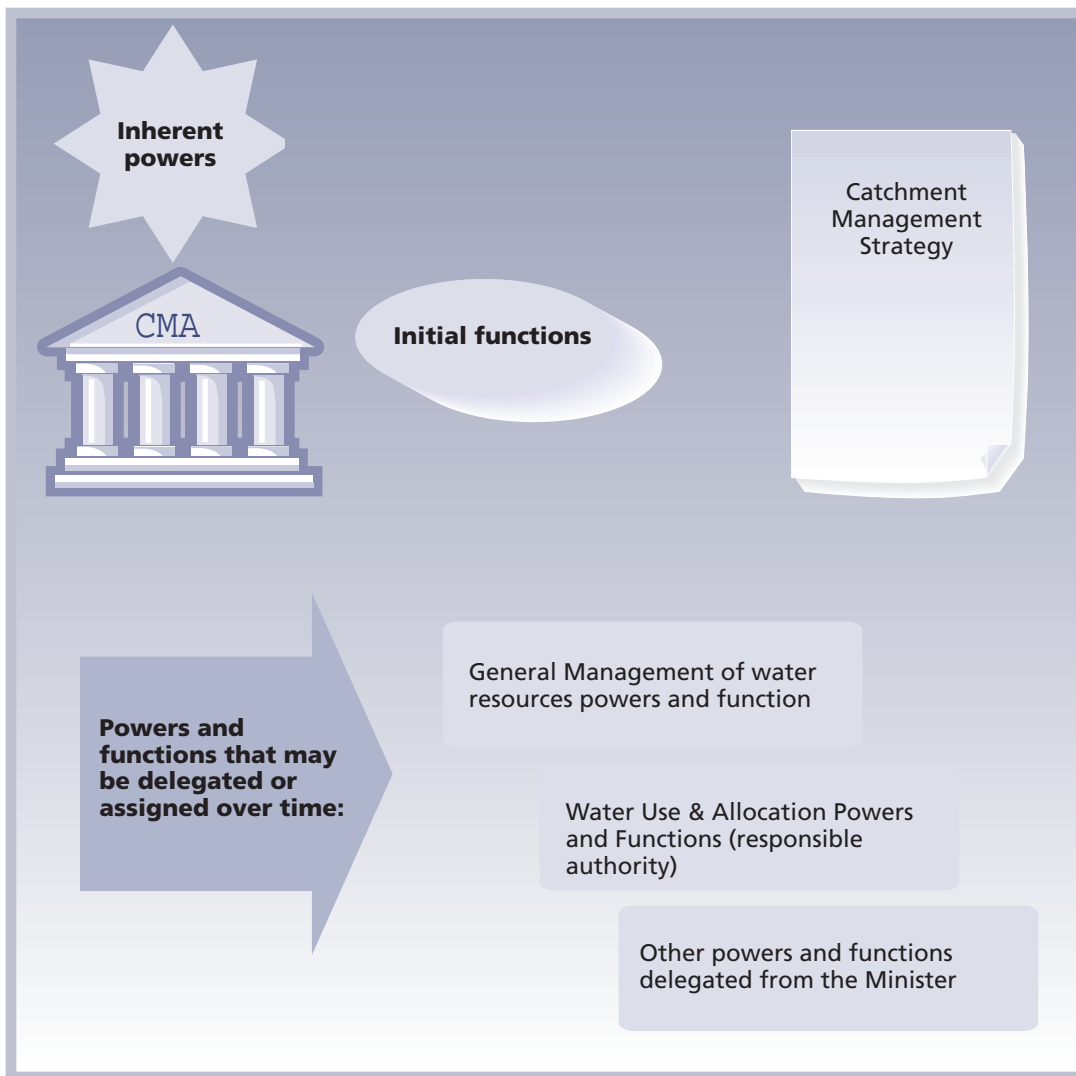 Inherent
powers
CMA
Initial functions
Catchment
Management
Strategy
Powers and
functions that may
be delegated or
assigned over time:
General Management of water
resources powers and function
Water Use & Allocation Powers
and Functions (responsible
authority)
Other powers and functions
delegated from the Minister